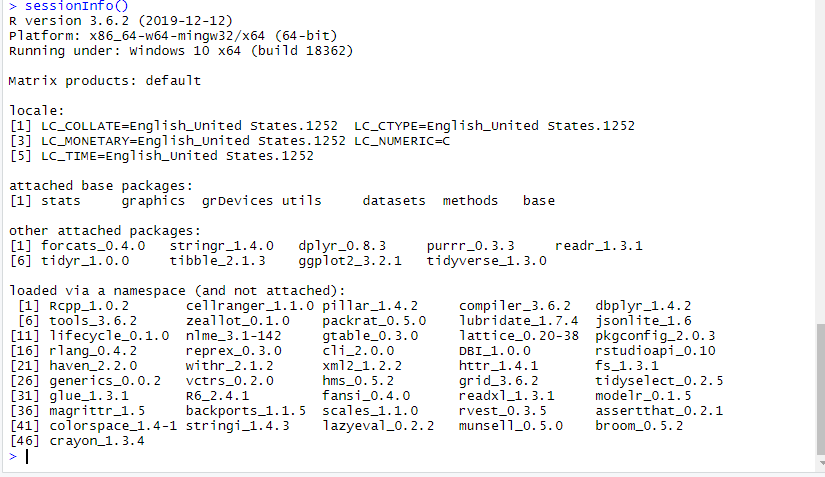 > sessionInfo()
R version 3.6.2 (2019-12-12)
Platform: x86_64-w64-mingw32/x64 (64-bit)
Running under: Windows 10 x64 (build 18362)

Matrix products: default

locale:
[1] LC_COLLATE=English_United States.1252  LC_CTYPE=English_United States.1252
[3] LC_MONETARY=English_United States.1252 LC_NUMERIC=C
[5] LC_TIME=English_United States.1252

attached base packages:
[1] stats     graphics  grDevices utils     datasets  methods   base

other attached packages:
[1] forcats_0.4.0   stringr_1.4.0   dplyr_0.8.3     purrr_0.3.3     readr_1.3.1
[6] tidyr_1.0.0     tibble_2.1.3    ggplot2_3.2.1   tidyverse_1.3.0

loaded via a namespace (and not attached):
 [1] Rcpp_1.0.2       cellranger_1.1.0 pillar_1.4.2     compiler_3.6.2   dbplyr_1.4.2
 [6] tools_3.6.2      zeallot_0.1.0    packrat_0.5.0    lubridate_1.7.4  jsonlite_1.6
[11] lifecycle_0.1.0  nlme_3.1-142     gtable_0.3.0     lattice_0.20-38  pkgconfig_2.0.3
[16] rlang_0.4.2      reprex_0.3.0     cli_2.0.0        DBI_1.0.0        rstudioapi_0.10
[21] haven_2.2.0      withr_2.1.2      xml2_1.2.2       httr_1.4.1       fs_1.3.1
[26] generics_0.0.2   vctrs_0.2.0      hms_0.5.2        grid_3.6.2       tidyselect_0.2.5
[31] glue_1.3.1       R6_2.4.1         fansi_0.4.0      readxl_1.3.1     modelr_0.1.5
[36] magrittr_1.5     backports_1.1.5  scales_1.1.0     rvest_0.3.5      assertthat_0.2.1
[41] colorspace_1.4-1 stringi_1.4.3    lazyeval_0.2.2   munsell_0.5.0    broom_0.5.2
[46] crayon_1.3.4
>